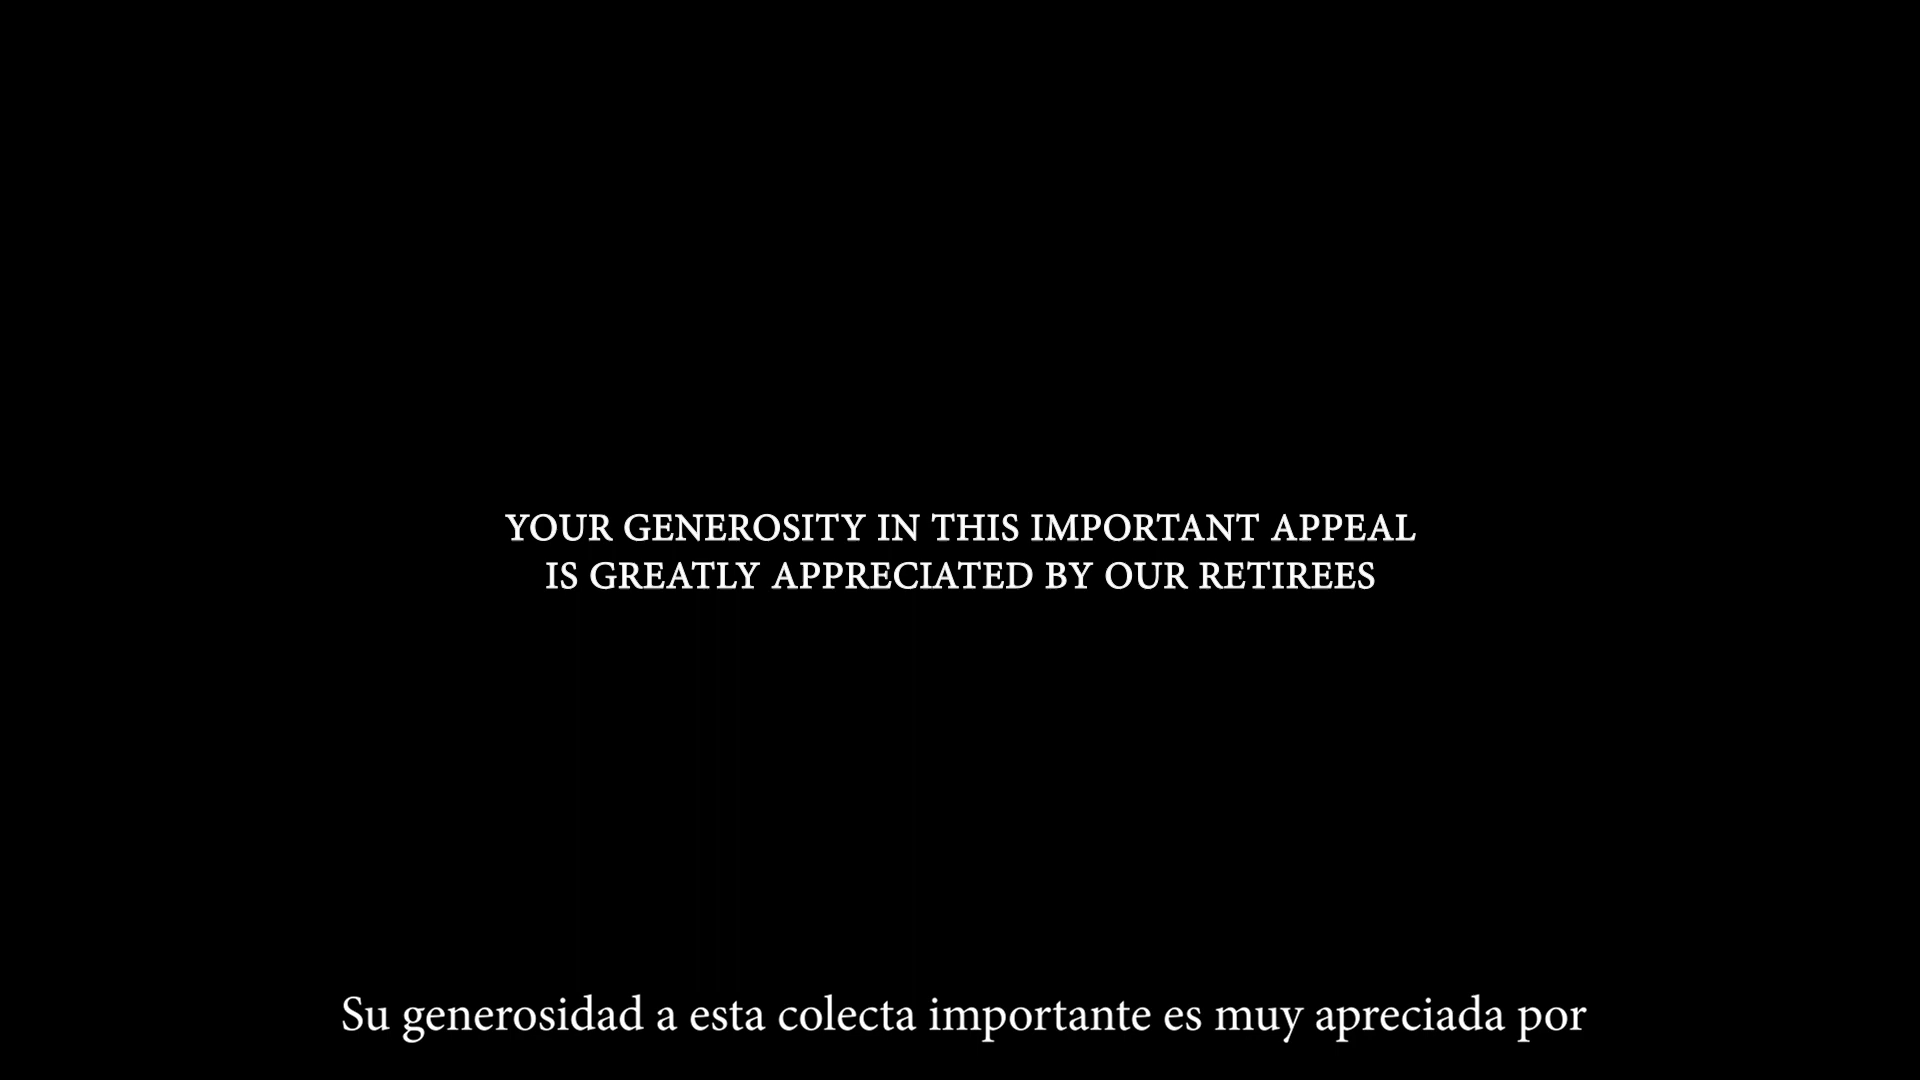 YOUR GENEROSITY IN THIS IMPORTANT APPEAL
IS GREATLY APPRECIATED BY OUR RETIREES
Su generosidad a esta colecta importante es muy apreciada por